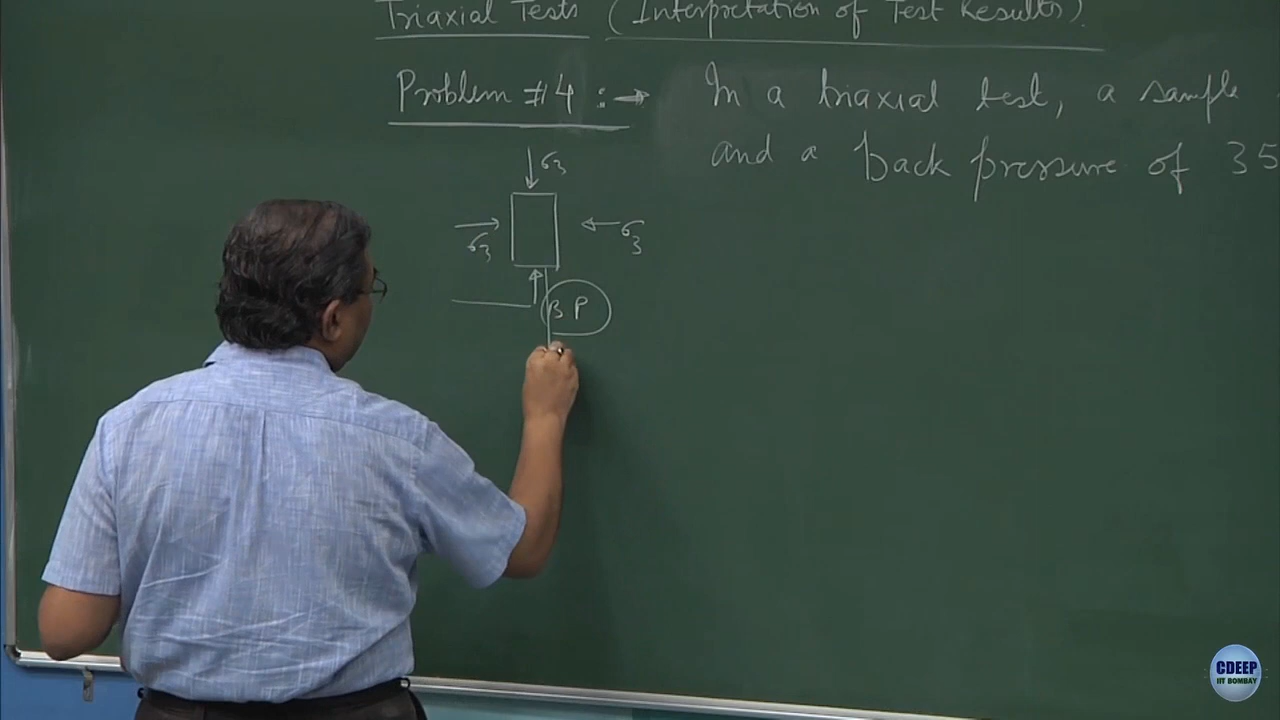 Triaxial Tests (Interpretation of Test Results).
Problem #4 :→ In a triaxial test, a sample
and a back pressure of 35
↓ σ3
→ σ3
← σ3
B P
CDEEP
IIT BOMBAY